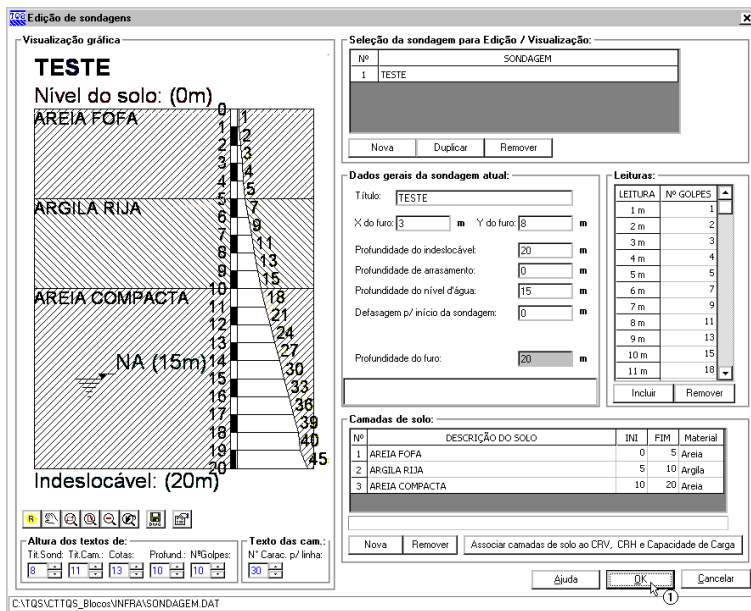 TQS Edição de sondagens
Visualização gráfica
TESTE
Nível do solo: (0m)
AREIA FOFA
ARGILA RIJA
AREIA COMPACTA
NA (15m)
Indeslocável: (20m)
0
1
2
3
4
5
6
7
8
9
10
11
12
13
14
15
16
17
18
19
20
1
2
3
4
5
7
9
11
13
15
18
21
24
27
30
33
36
39
40
45
R
Altura dos textos de:
Tit.Sond: Tit.Cam.: Cotas: Profund.: NºGolpes:
8 11 13 10 10
Texto das cam.:
N° Carac. p/ linha:
30
Seleção da sondagem para Edição / Visualização:
Nº SONDAGEM
1 TESTE
Nova Duplicar Remover
Dados gerais da sondagem atual:
Título: TESTE
X do furo: 3 m Y do furo: 8 m
Profundidade do indeslocável: 20 m
Profundidade de arrasamento: 0 m
Profundidade do nível d'água: 15 m
Defasagem p/ início da sondagem: 0 m
Profundidade do furo: 20 m
Leituras:
LEITURA Nº GOLPES
1 m 1
2 m 2
3 m 3
4 m 4
5 m 5
6 m 7
7 m 9
8 m 11
9 m 13
10 m 15
11 m 18
Incluir Remover
Camadas de solo:
Nº DESCRIÇÃO DO SOLO INI FIM Material
1 AREIA FOFA 0 5 Areia
2 ARGILA RIJA 5 10 Argila
3 AREIA COMPACTA 10 20 Areia
Nova Remover Associar camadas de solo ao CRV, CRH e Capacidade de Carga
Ajuda OK Cancelar
1
C:\TQS\CTTQS_Blocos\INFRA\SONDAGEM.DAT